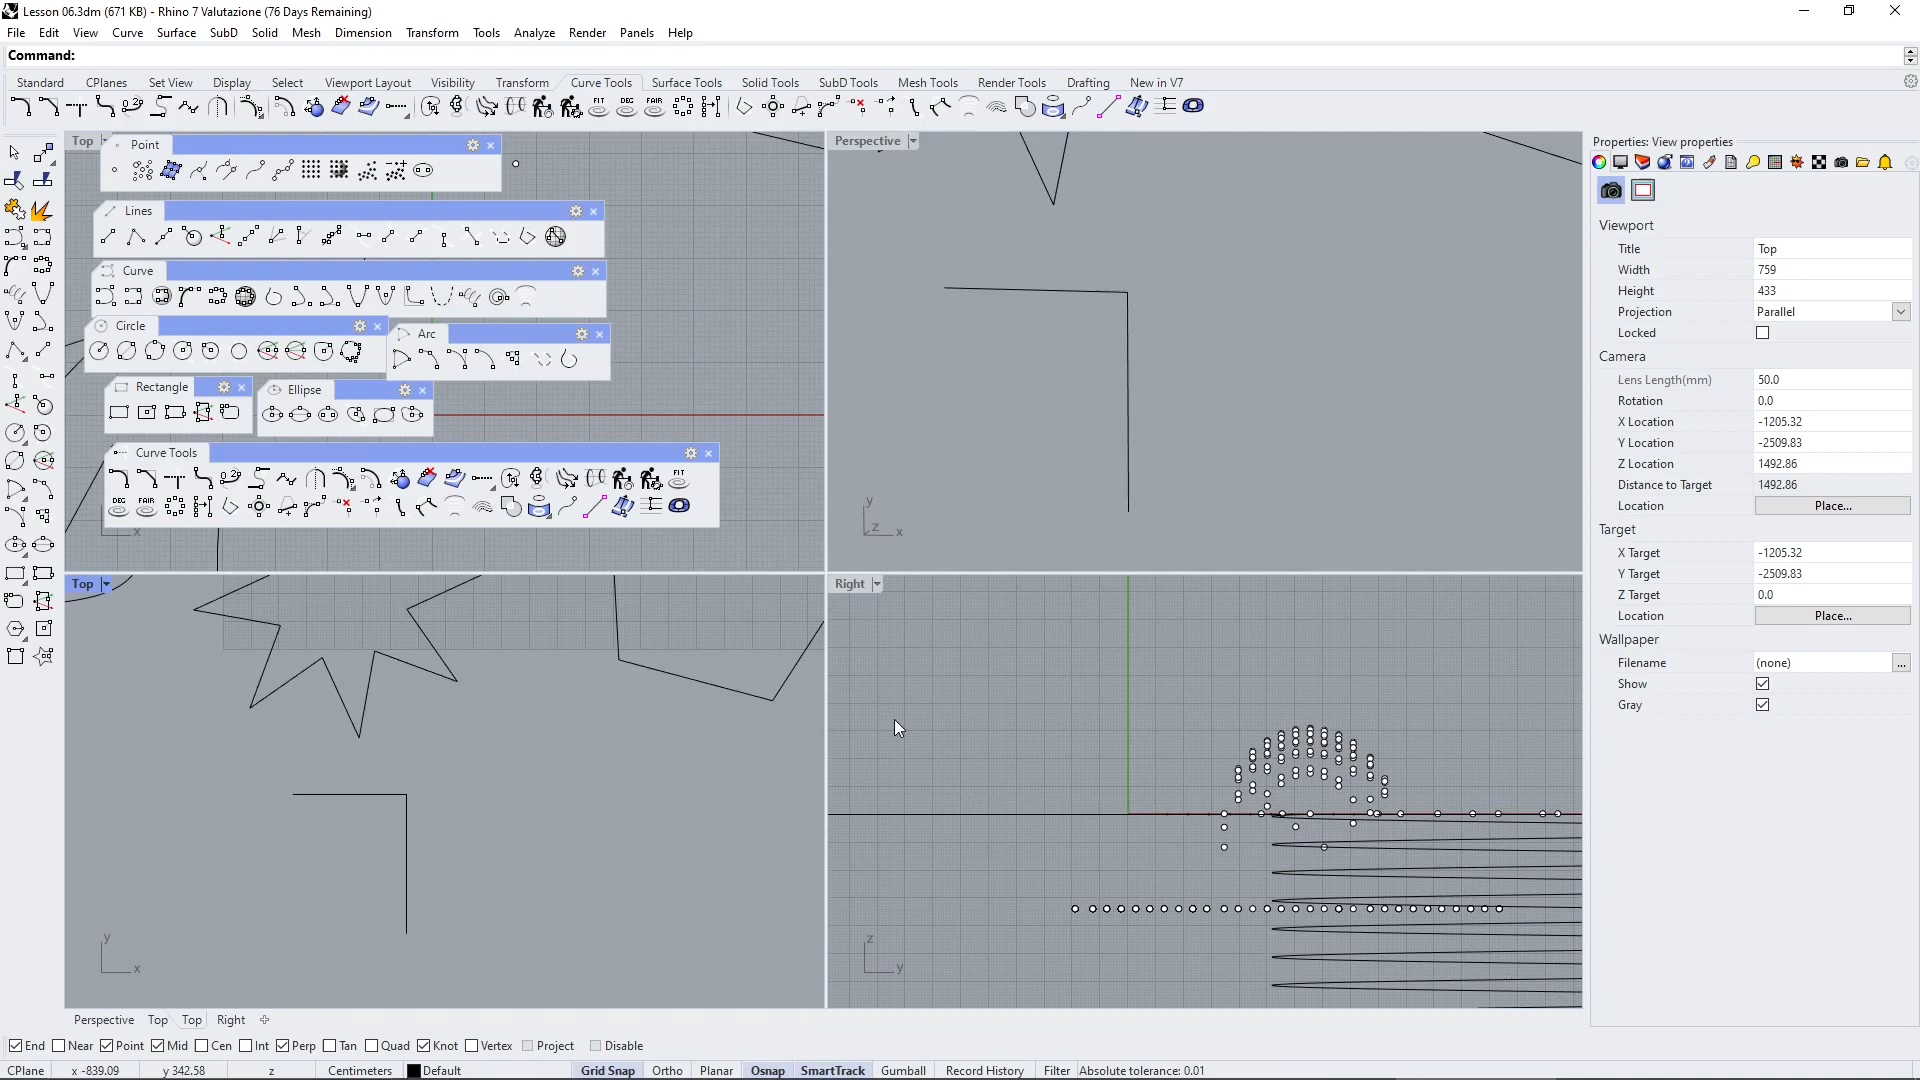 Lesson 06.3dm (671 KB) - Rhino 7 Valutazione (76 Days Remaining)
File Edit View Curve Surface SubD Solid Mesh Dimension Transform Tools Analyze Render Panels Help
Command:
Standard CPlanes Set View Display Select Viewport Layout Visibility Transform Curve Tools Surface Tools Solid Tools SubD Tools Mesh Tools Render Tools Drafting New in V7
FIT DEG FAIR
Top
Point
Lines
Curve
Circle
Arc
Rectangle
Ellipse
Curve Tools
FIT
DEG FAIR
x
Perspective
y
z x
Top
y
x
Right
z
y
Properties: View properties
Viewport
Title Top
Width 759
Height 433
Projection Parallel
Locked
Camera
Lens Length(mm) 50.0
Rotation 0.0
X Location -1205.32
Y Location -2509.83
Z Location 1492.86
Distance to Target 1492.86
Location Place...
Target
X Target -1205.32
Y Target -2509.83
Z Target 0.0
Location Place...
Wallpaper
Filename (none) ...
Show
Gray
Perspective Top Top Right
End Near Point Mid Cen Int Perp Tan Quad Knot Vertex Project Disable
CPlane x -839.09 y 342.58 z Centimeters Default Grid Snap Ortho Planar Osnap SmartTrack Gumball Record History Filter Absolute tolerance: 0.01